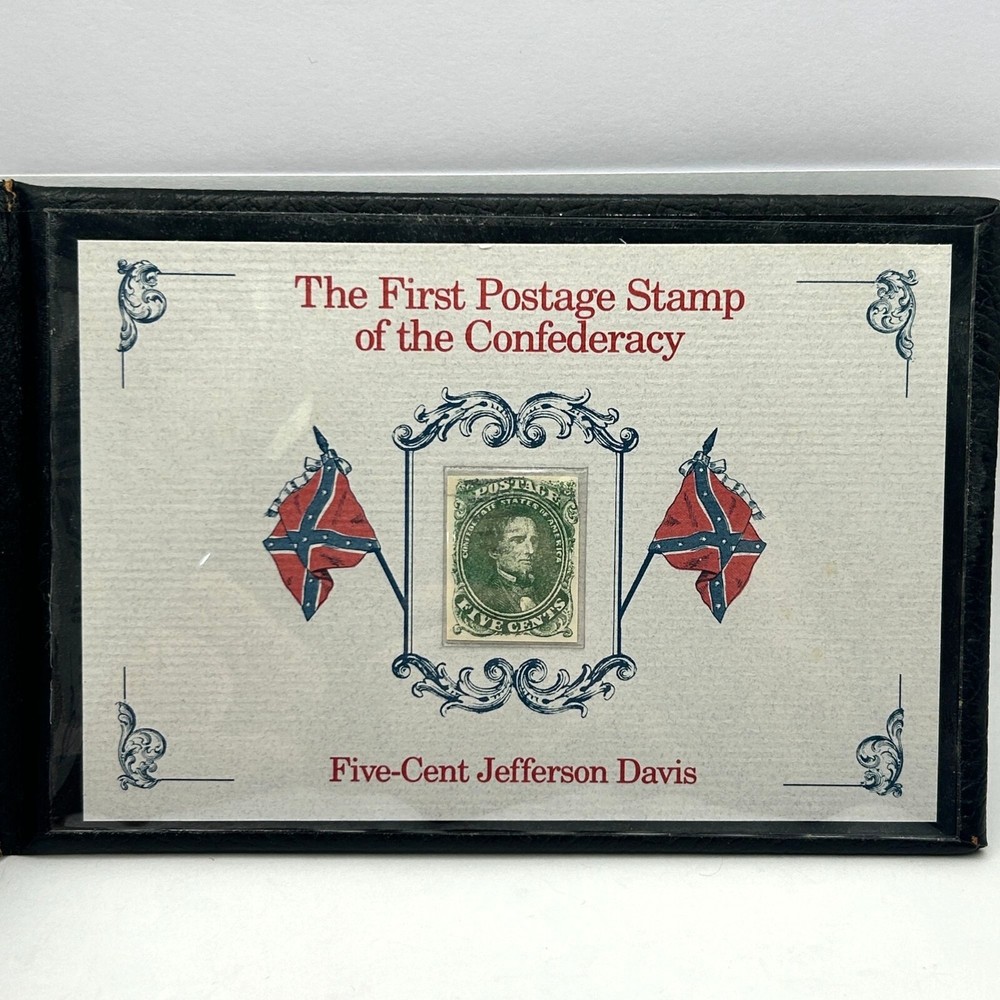 The First Postage Stamp
of the Confederacy
POSTAGE
CONFEDERATE STATES OF AMERICA
FIVE CENTS
Five-Cent Jefferson Davis